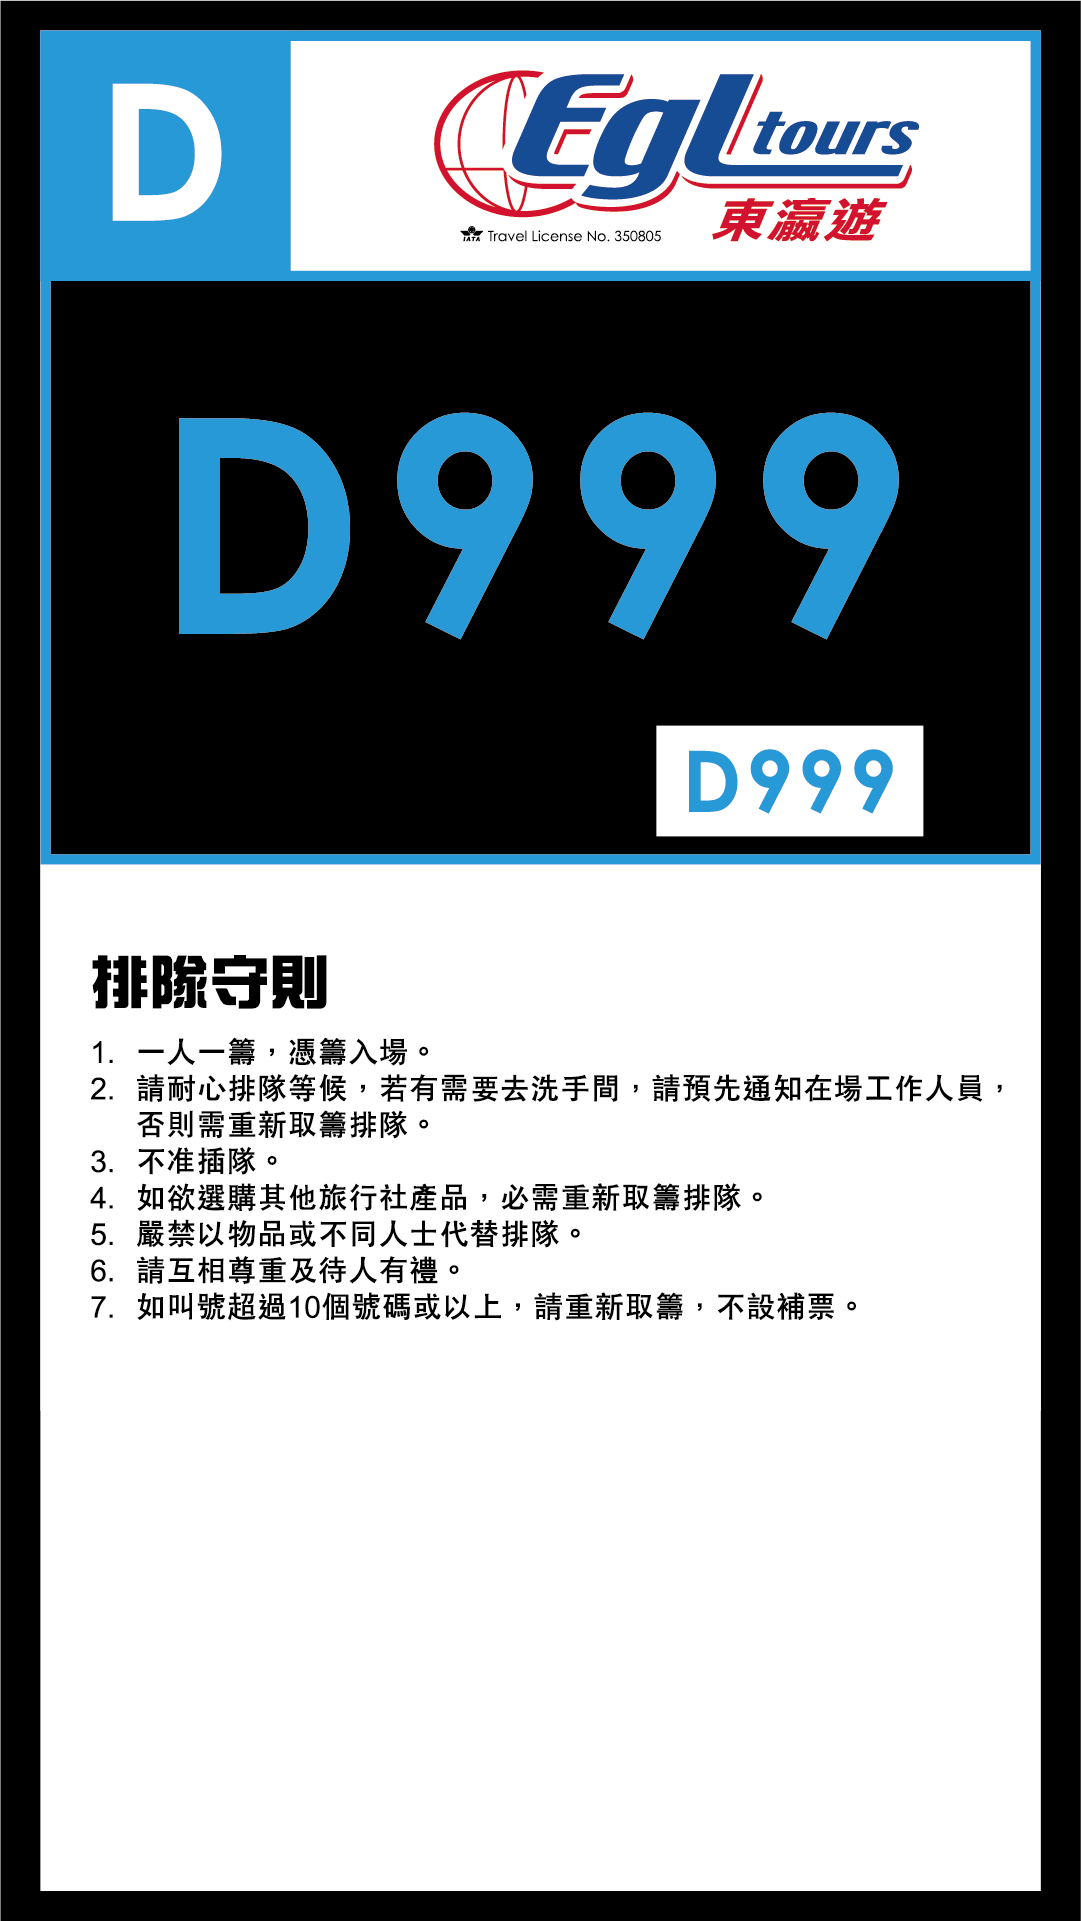 D
Egl tours
東瀛遊
IATA Travel License No. 350805
D999
D999
排隊守則
1. 一人一籌，憑籌入場。
2. 請耐心排隊等候，若有需要去洗手間，請預先通知在場工作人員，
否則需重新取籌排隊。
3. 不准插隊。
4. 如欲選購其他旅行社產品，必需重新取籌排隊。
5. 嚴禁以物品或不同人士代替排隊。
6. 請互相尊重及待人有禮。
7. 如叫號超過10個號碼或以上，請重新取籌，不設補票。